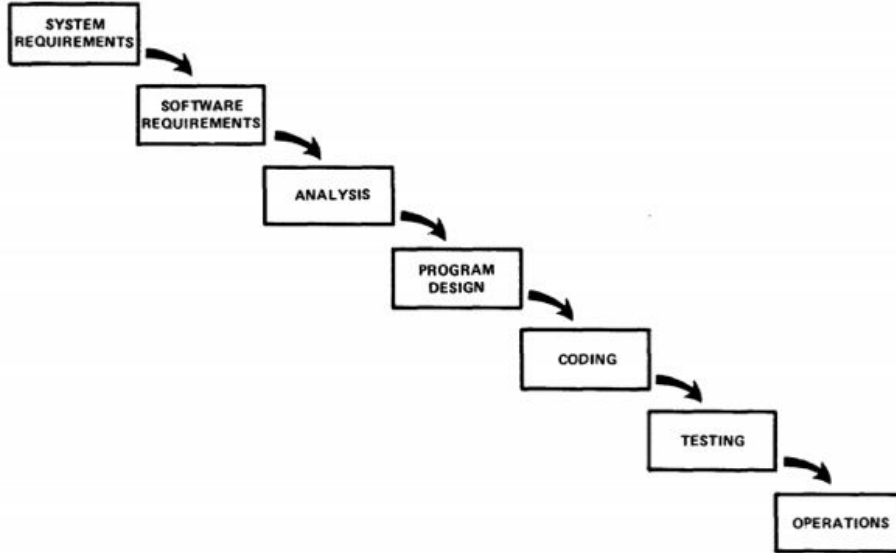 SYSTEM
REQUIREMENTS
SOFTWARE
REQUIREMENTS
ANALYSIS
PROGRAM
DESIGN
CODING
TESTING
OPERATIONS